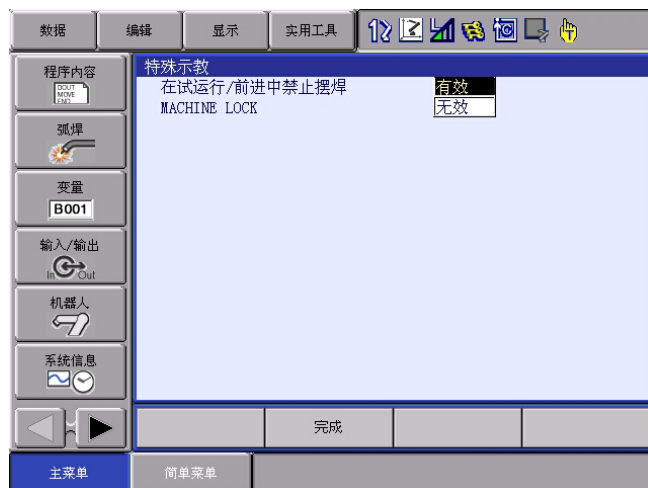 数据 编辑 显示 实用工具
程序内容
DOUT
MOVE
END
弧焊
变量
B001
输入/输出
In Out
机器人
系统信息
特殊示教
在试运行/前进中禁止摆焊 有效
MACHINE LOCK 无效
完成
主菜单 简单菜单